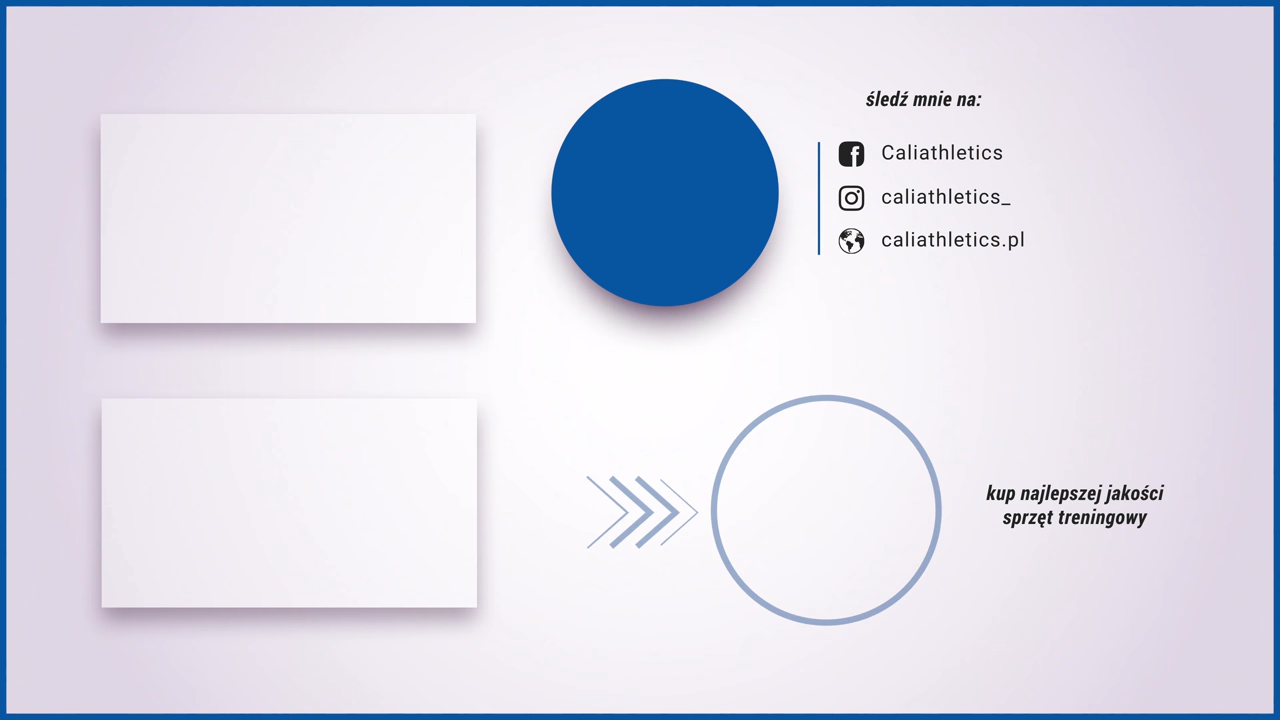 śledź mnie na:
Caliathletics
caliathletics_
caliathletics.pl
kup najlepszej jakości
sprzęt treningowy